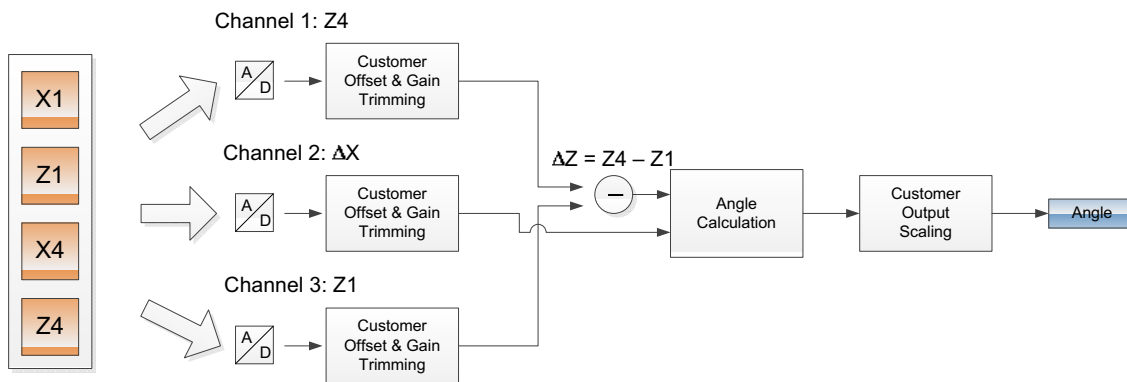 X1
Z1
X4
Z4
Channel 1: Z4
A
D
Customer
Offset & Gain
Trimming
Channel 2: ΔX
A
D
Customer
Offset & Gain
Trimming
Channel 3: Z1
A
D
Customer
Offset & Gain
Trimming
ΔZ = Z4 – Z1
–
Angle
Calculation
Customer
Output
Scaling
Angle